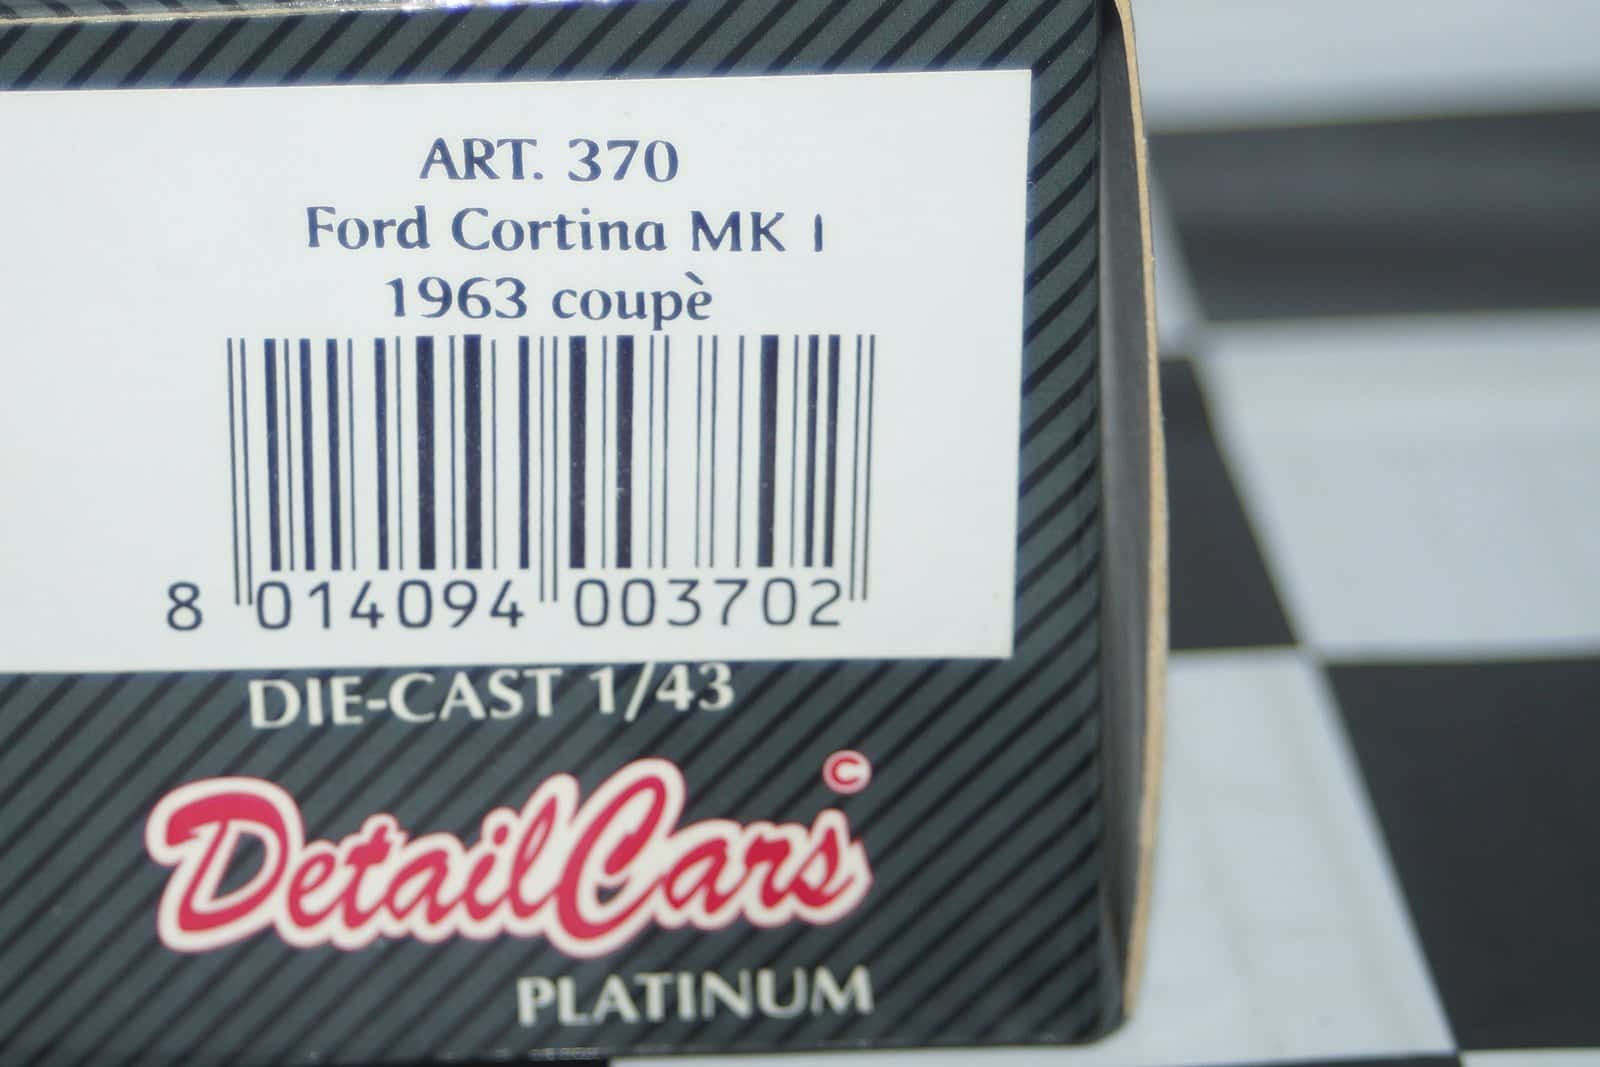 ART. 370
Ford Cortina MK I
1963 coupè
8 014094 003702
DIE-CAST 1/43
DetailCars ©
PLATINUM